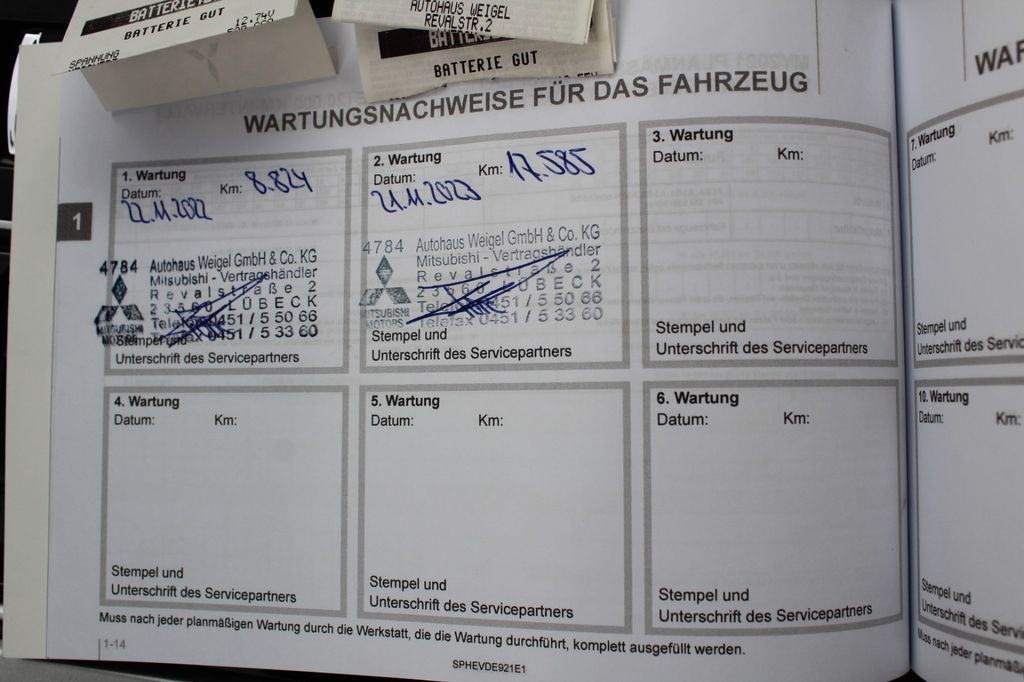 BATTERIE GUT
12.74V
SPANNUNG
AUTOHAUS WEIGEL
REVALSTR.2
BATTERIE GUT
WARTUNGSNACHWEISE FÜR DAS FAHRZEUG
1
1. Wartung
Datum: Km: 8.824
22.11.2022
4784 Autohaus Weigel GmbH & Co. KG
Mitsubishi - Vertragshändler
Revalstraße 2
23560 LÜBECK
Telefon 0451 / 5 50 66
Telefax 0451 / 5 33 60
MITSUBISHI
MOTORS
Stempel und
Unterschrift des Servicepartners
2. Wartung
Datum: Km: 17.585
21.11.2023
4784 Autohaus Weigel GmbH & Co. KG
Mitsubishi - Vertragshändler
Revalstraße 2
23560 LÜBECK
Telefon 0451 / 5 50 66
Telefax 0451 / 5 33 60
MITSUBISHI
MOTORS
Stempel und
Unterschrift des Servicepartners
3. Wartung
Datum: Km:
Stempel und
Unterschrift des Servicepartners
4. Wartung
Datum: Km:
Stempel und
Unterschrift des Servicepartners
5. Wartung
Datum: Km:
Stempel und
Unterschrift des Servicepartners
6. Wartung
Datum: Km:
Stempel und
Unterschrift des Servicepartners
Muss nach jeder planmäßigen Wartung durch die Werkstatt, die die Wartung durchführt, komplett ausgefüllt werden.
1-14
SPHEVDE921E1
WAR
7. Wartung
Datum: Km:
Stempel und
Unterschrift des Servic
10. Wartung
Datum: Km:
Stempel und
Unterschrift des Servic
Muss nach jeder planmäß